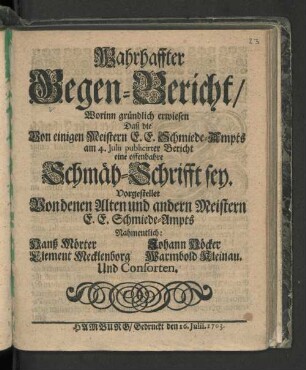 Wahrhaffter
Gegen-Bericht/
Worinn gründlich erwiesen
Daß die
Von einigen Meistern E. E. Schmiede-Ampts
am 4. Julii publicirter Bericht
eine offenbahre
Schmäh-Schrifft sey.
Vorgestellet
Von denen Alten und andern Meistern
E. E. Schmiede-Ampts
Nahmentlich:
Hanß Mörter Johann Höcker
Clement Mecklenborg Warmbold Kleinau.
Und Consorten.
HAMBURG/ Gedruckt den 16. Julii. 1703.